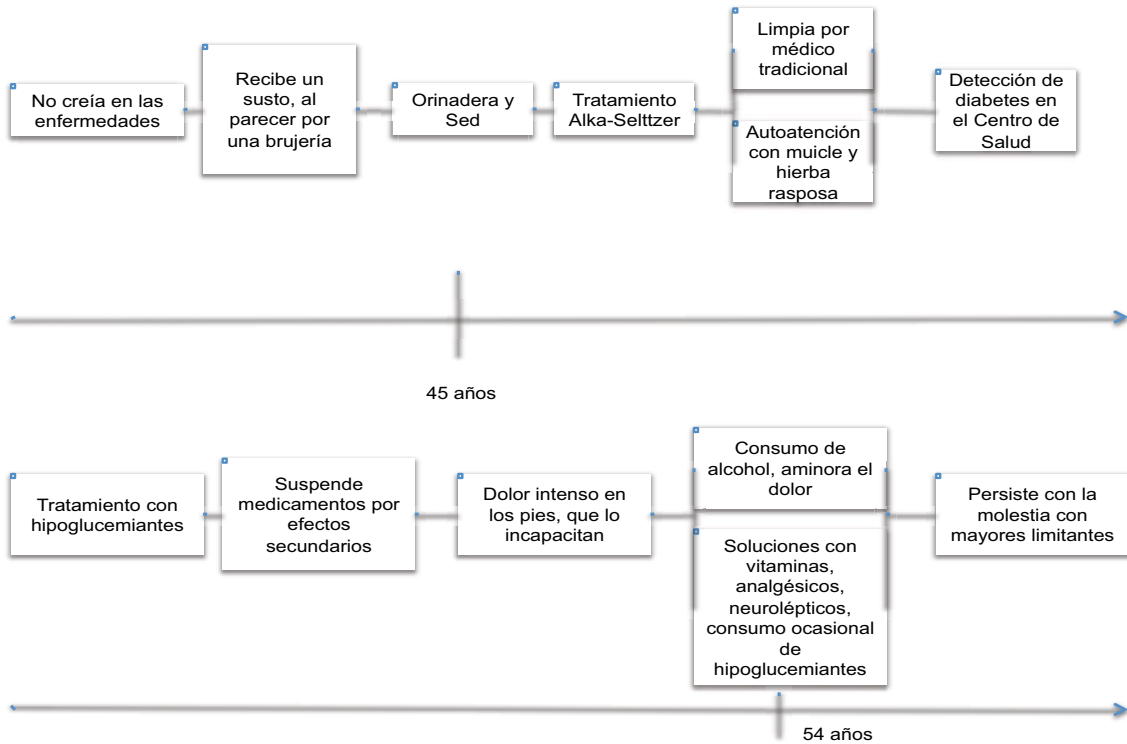 No creía en las
enfermedades
Recibe un
susto, al
parecer por
una brujería
Orinadera y
Sed
Tratamiento
Alka-Selttzer
Limpia por
médico
tradicional
Autoatención
con muicle y
hierba
rasposa
Detección de
diabetes en
el Centro de
Salud
45 años
Tratamiento con
hipoglucemiantes
Suspende
medicamentos por
efectos
secundarios
Dolor intenso en
los pies, que lo
incapacitan
Consumo de
alcohol, aminora el
dolor
Soluciones con
vitaminas,
analgésicos,
neurolépticos,
consumo ocasional
de
hipoglucemiantes
Persiste con la
molestia con
mayores limitantes
54 años